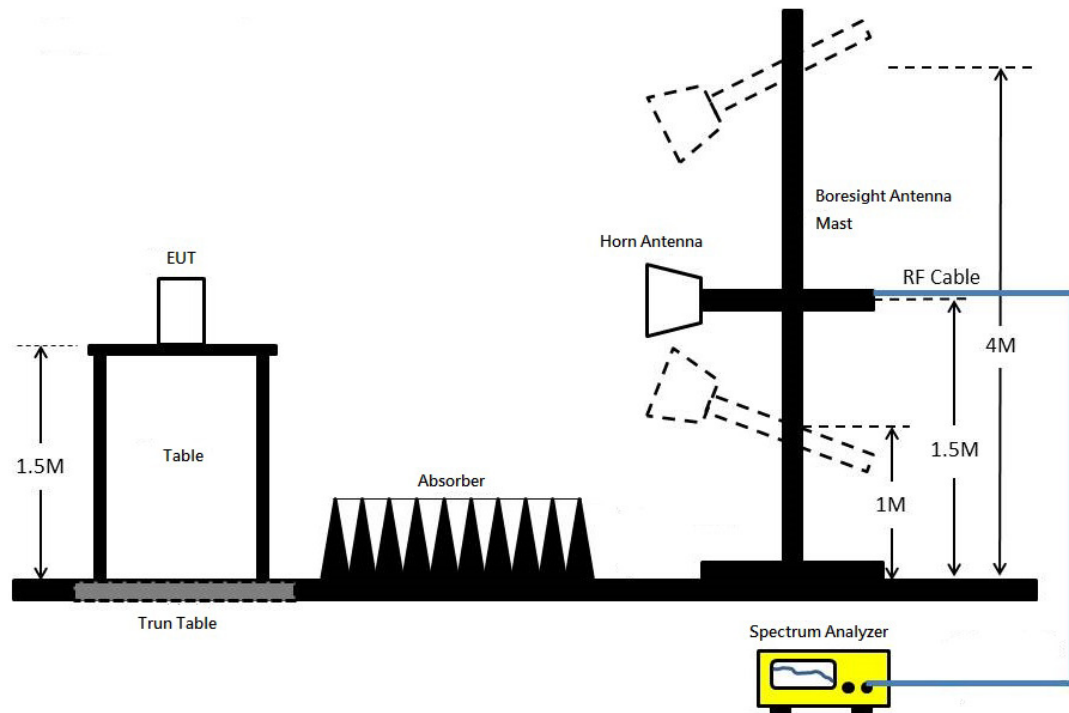 Boresight Antenna
Mast
Horn Antenna
EUT
RF Cable
4M
1.5M
Table
1.5M
Absorber
1M
Trun Table
Spectrum Analyzer